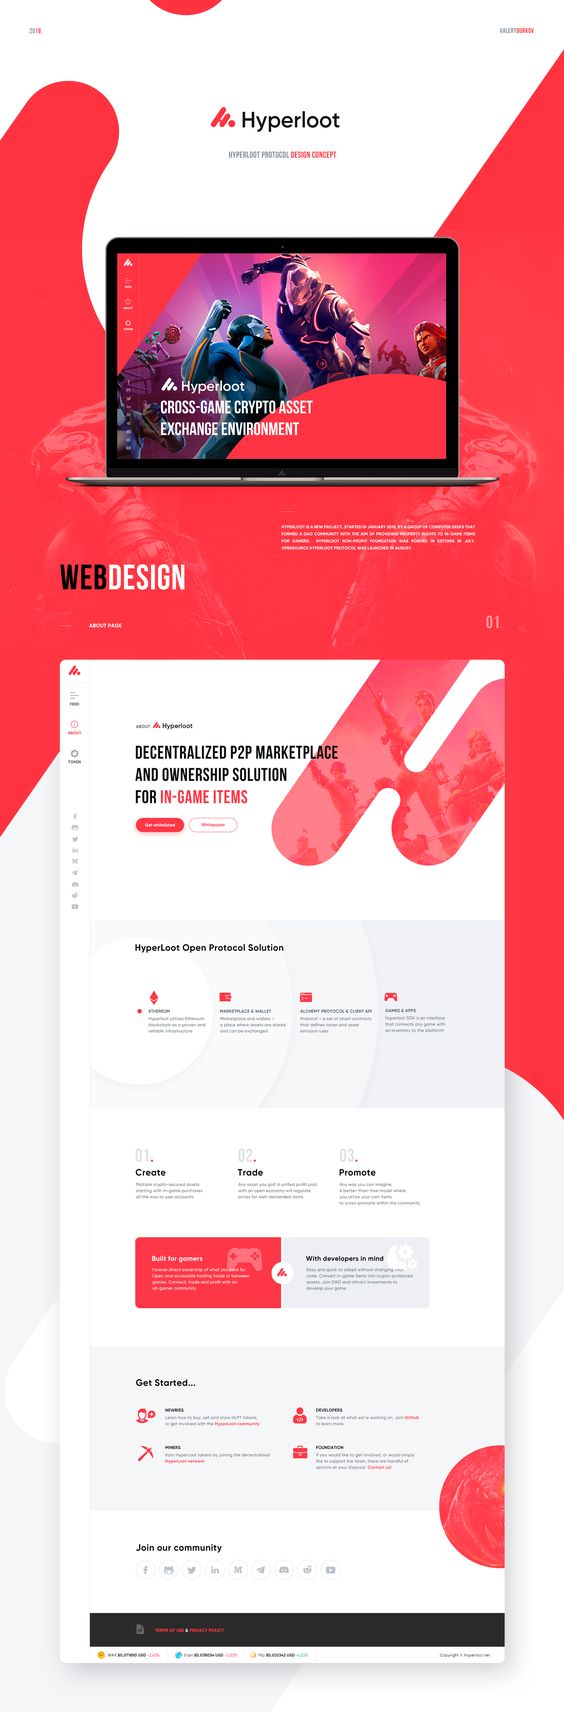 2018
VALERYDURKOV
Hyperloot
HYPERLOOT PROTOCOL DESIGN CONCEPT
FEED
ABOUT
TOKEN
Hyperloot
CROSS-GAME CRYPTO ASSET
EXCHANGE ENVIRONMENT
HYPERLOOT IS A NEW PROJECT, STARTED IN JANUARY 2018, BY A GROUP OF COMPUTER GEEKS THAT
FORMED A DAO COMMUNITY WITH THE AIM OF PROVIDING PROPERTY RIGHTS TO IN-GAME ITEMS
FOR GAMERS. HYPERLOOT NON-PROFIT FOUNDATION WAS FORMED IN ESTONIA IN JULY.
OPENSOURCE HYPERLOOT PROTOCOL WAS LAUNCHED IN AUGUST.
WEBDESIGN
ABOUT PAGE
01
FEED
ABOUT
TOKEN
ABOUT Hyperloot
DECENTRALIZED P2P MARKETPLACE
AND OWNERSHIP SOLUTION
FOR IN-GAME ITEMS
Get whitelisted
Whitepaper
HyperLoot Open Protocol Solution
ETHEREUM
Hyperloot utilizes Ethereum
blockchain as a proven and
reliable infrastructure
MARKETPLACE & WALLET
Marketplace and wallets –
a place where assets are stored
and can be exchanged.
ALCHEMY PROTOCOL & CLIENT API
Protocol – a set of smart contracts
that defines token and asset
emission rules
GAMES & APPS
Hyperloot SDK is an interface
that connects any game with
an inventory to the platform!
01.
Create
Multiple crypto-secured assets
starting with in-game purchases
all the way to user accounts
02.
Trade
Any asset you got! A unified profit pool
with an open economy will regulate
prices for well-demanded items
03.
Promote
Any way you can imagine.
A better-than-free model where
you utilize your own items
to cross-promote within the community
Built for gamers
Forever direct ownership of what you paid for.
Open and accessible trading inside or between
games. Connect, trade and profit with an
all-gamer community
With developers in mind
Easy and quick to adopt without changing your
code. Convert in-game items into crypto-protected
assets. Join DAO and attract investments to
develop your game
Get Started...
NEWBIES
Learn how to buy, sell and store HLPT tokens,
or get involved with the HyperLoot community
DEVELOPERS
Take a look at what we're working on. Join GitHub
to learn more.
MINERS
Earn HyperLoot tokens by joining the decentralised
HyperLoot network
FOUNDATION
If you would like to get involved, or would simply
like to support the team, there are handful of
options at your disposal. Contact us!
Join our community
TERMS OF USE & PRIVACY POLICY
WAX $0,071893 USD -3,63%
Enjin $0,038034 USD -2,53%
Flip $0,032342 USD 4,03%
Copyright © Hyperloot.net